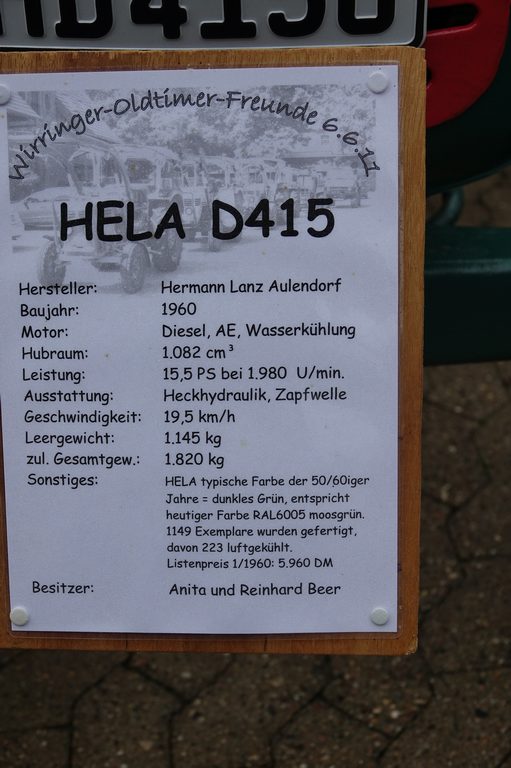 HD415U
Wirringer-Oldtimer-Freunde 6.6.11
HELA D415
Hersteller: Hermann Lanz Aulendorf
Baujahr: 1960
Motor: Diesel, AE, Wasserkühlung
Hubraum: 1.082 cm³
Leistung: 15,5 PS bei 1.980 U/min.
Ausstattung: Heckhydraulik, Zapfwelle
Geschwindigkeit: 19,5 km/h
Leergewicht: 1.145 kg
zul. Gesamtgew.: 1.820 kg
Sonstiges: HELA typische Farbe der 50/60iger
Jahre = dunkles Grün, entspricht
heutiger Farbe RAL6005 moosgrün.
1149 Exemplare wurden gefertigt,
davon 223 luftgekühlt.
Listenpreis 1/1960: 5.960 DM
Besitzer: Anita und Reinhard Beer